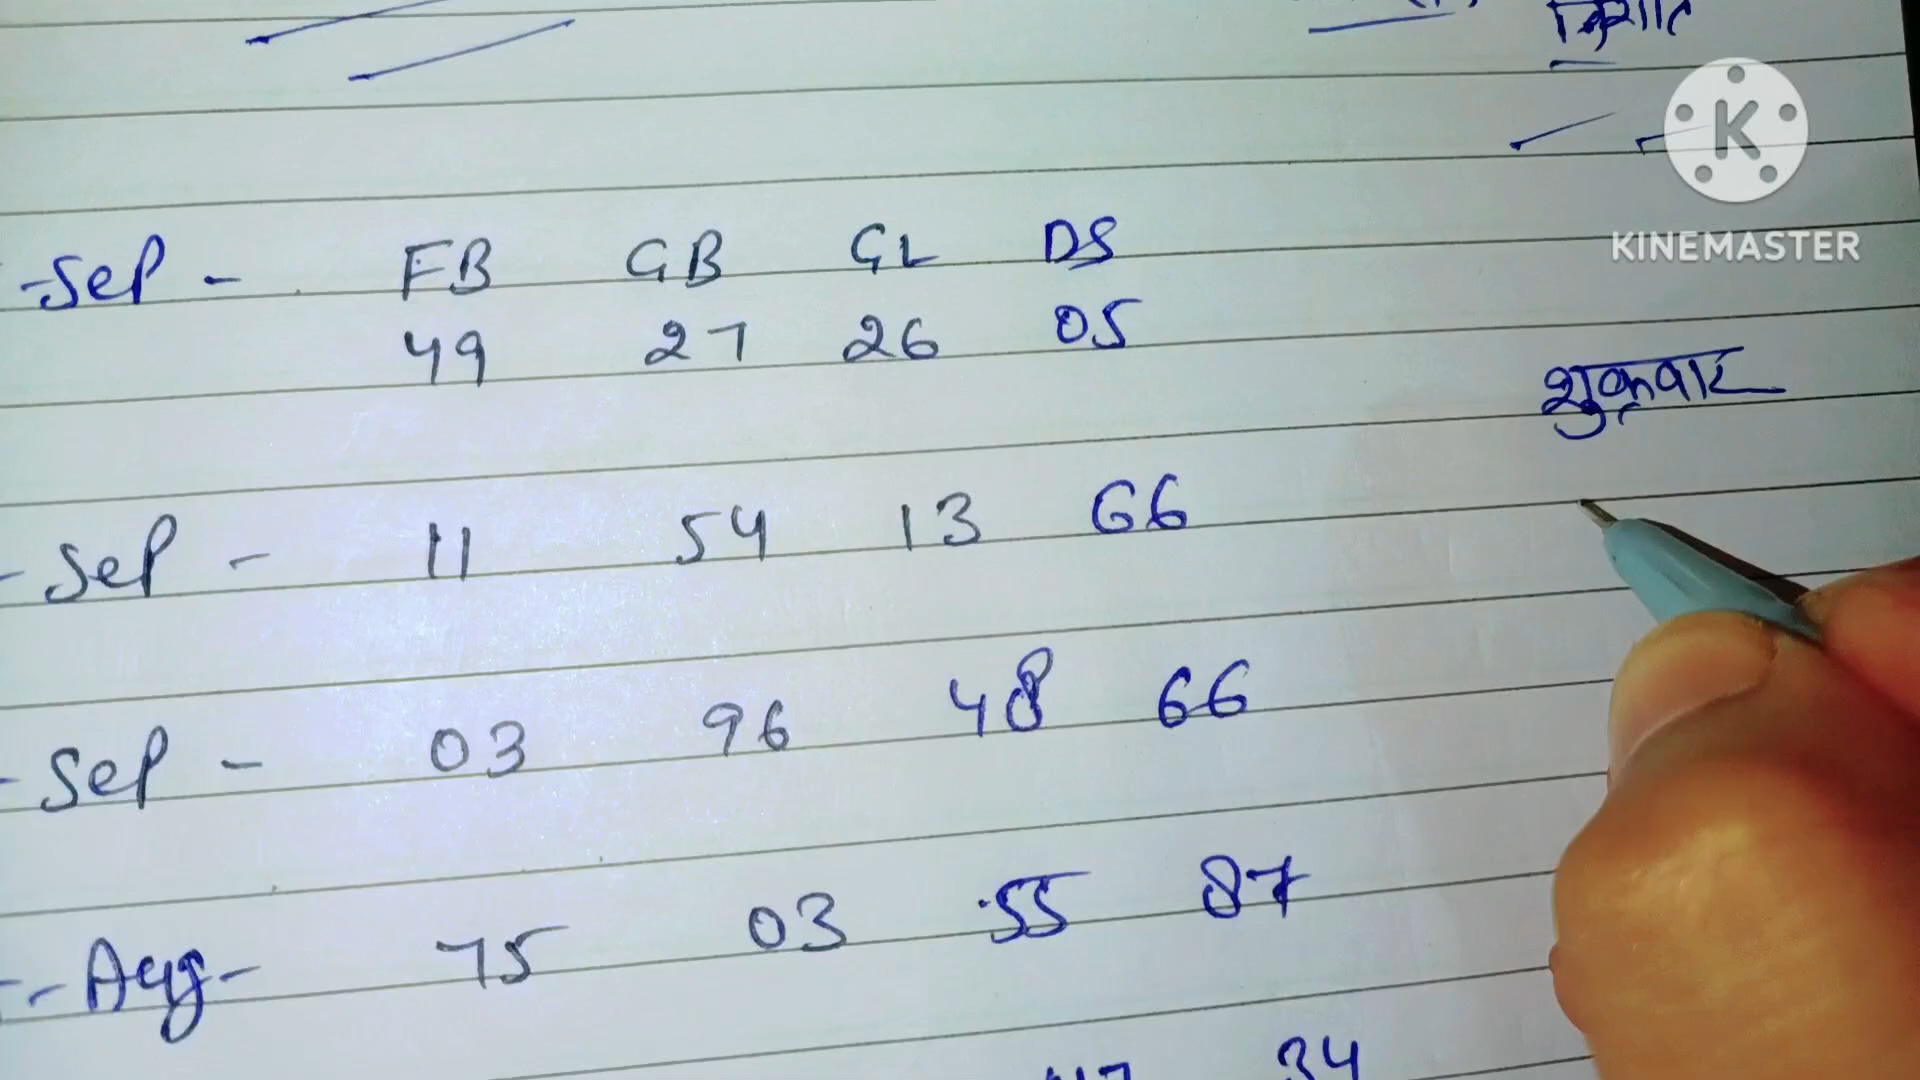 K
KINEMASTER
-Sep - FB GB GL DS
49 27 26 05
शुक्रवार
-Sep - 11 54 13 66
-Sep - 03 96 48 66
--Aug- 75 03 55 87
34